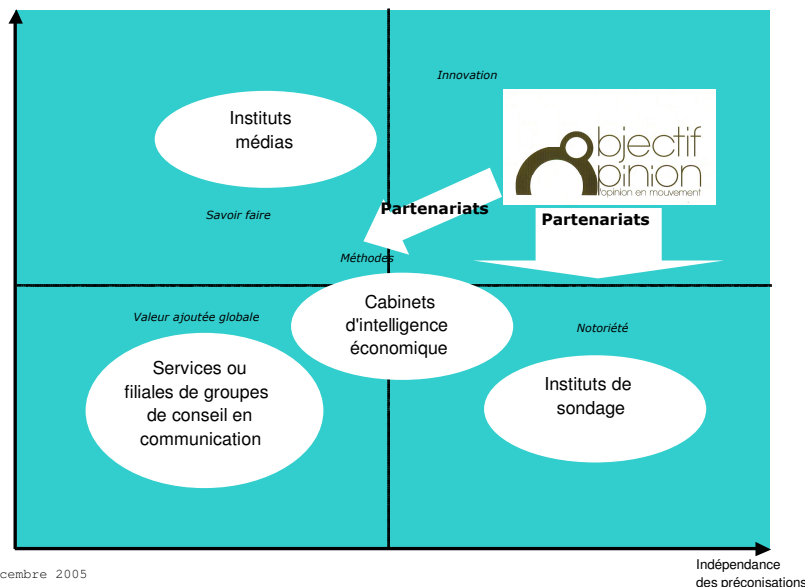 Innovation
Instituts
médias
bjectif
pinion
l'opinion en mouvement
Partenariats
Savoir faire
Partenariats
Méthodes
Cabinets
d'intelligence
économique
Valeur ajoutée globale
Notoriété
Services ou
filiales de groupes
de conseil en
communication
Instituts de
sondage
Indépendance
des préconisations
cembre 2005